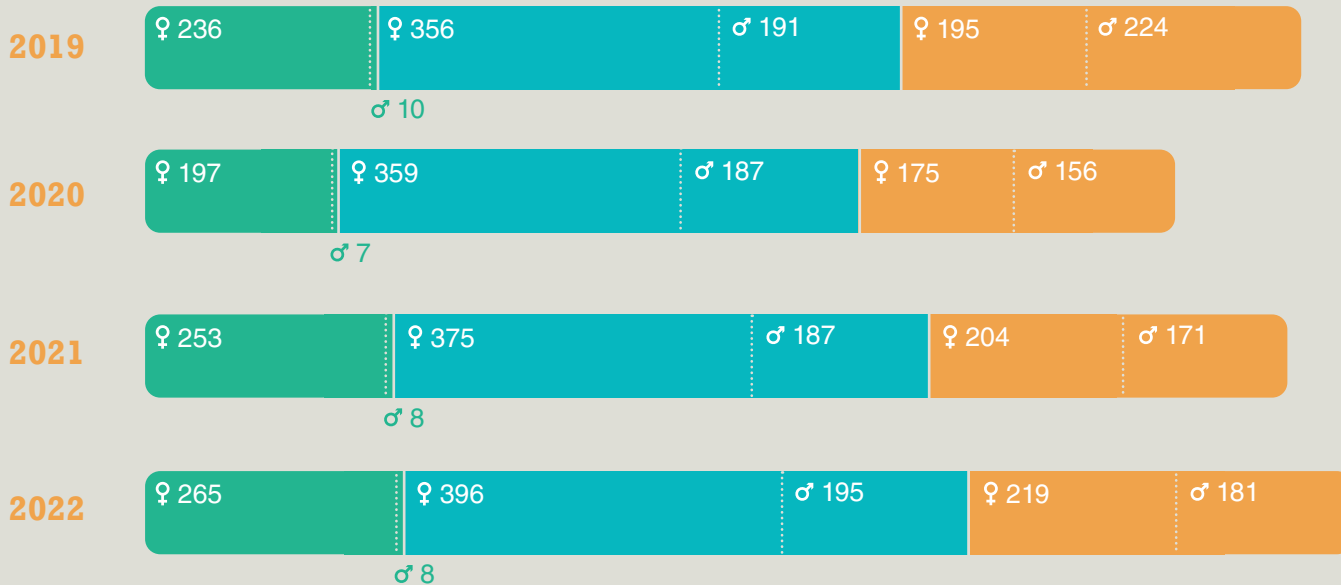 2019 ♀ 236 ♀ 356 ♂ 191 ♀ 195 ♂ 224
♂ 10
2020 ♀ 197 ♀ 359 ♂ 187 ♀ 175 ♂ 156
♂ 7
2021 ♀ 253 ♀ 375 ♂ 187 ♀ 204 ♂ 171
♂ 8
2022 ♀ 265 ♀ 396 ♂ 195 ♀ 219 ♂ 181
♂ 8